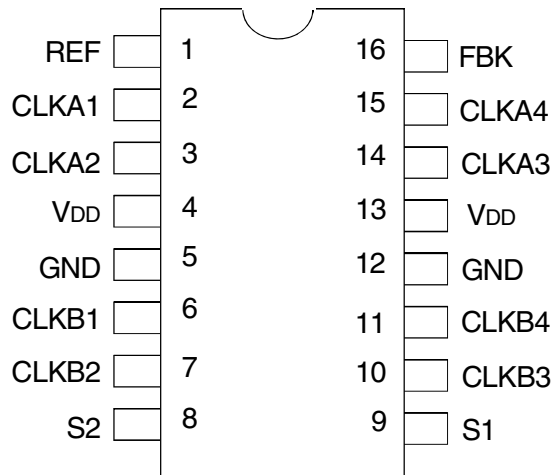 REF 1 16 FBK
CLKA1 2 15 CLKA4
CLKA2 3 14 CLKA3
VDD 4 13 VDD
GND 5 12 GND
CLKB1 6 11 CLKB4
CLKB2 7 10 CLKB3
S2 8 9 S1